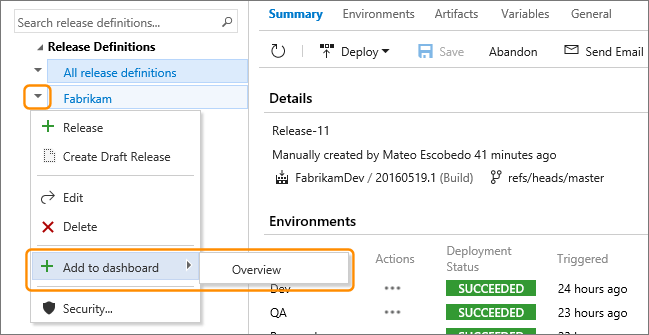 Search release definitions...
Release Definitions
All release definitions
Fabrikam
Release
Create Draft Release
Edit
Delete
Add to dashboard
Overview
Security...
Summary Environments Artifacts Variables General
Deploy Save Abandon Send Email
Details
Release-11
Manually created by Mateo Escobedo 41 minutes ago
FabrikamDev / 20160519.1 (Build) refs/heads/master
Environments
Actions Deployment Status Triggered
Dev ••• SUCCEEDED 24 hours ago
QA ••• SUCCEEDED 23 hours ago